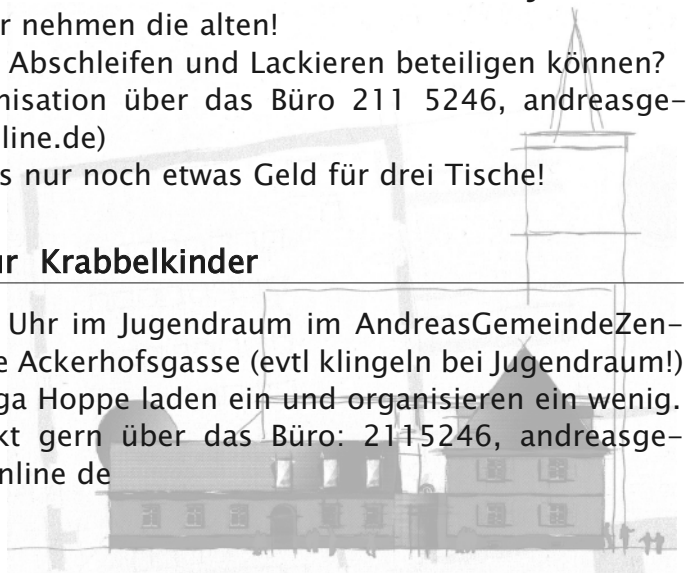 r nehmen die alten!
Abschleifen und Lackieren beteiligen können?
nisation über das Büro 211 5246, andreasge-
line.de)
s nur noch etwas Geld für drei Tische!
ur Krabbelkinder
Uhr im Jugendraum im AndreasGemeindeZen-
e Ackerhofsgasse (evtl klingeln bei Jugendraum!)
ga Hoppe laden ein und organisieren ein wenig.
kt gern über das Büro: 2115246, andreasge-
nline de